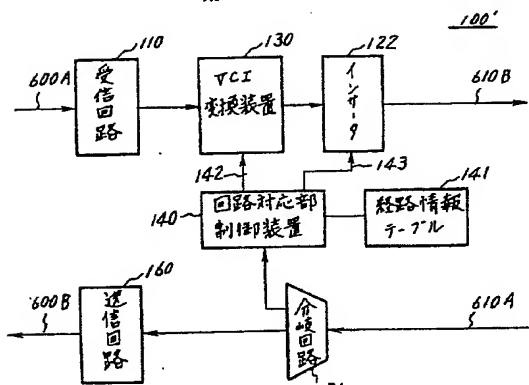 100'
110
130
122
600A
受信回路
VCI
変換装置
インサータ
610B
142
143
141
140
回路対応部
制御装置
経路情報
テーブル
160
600B
送信回路
分岐回路
610A